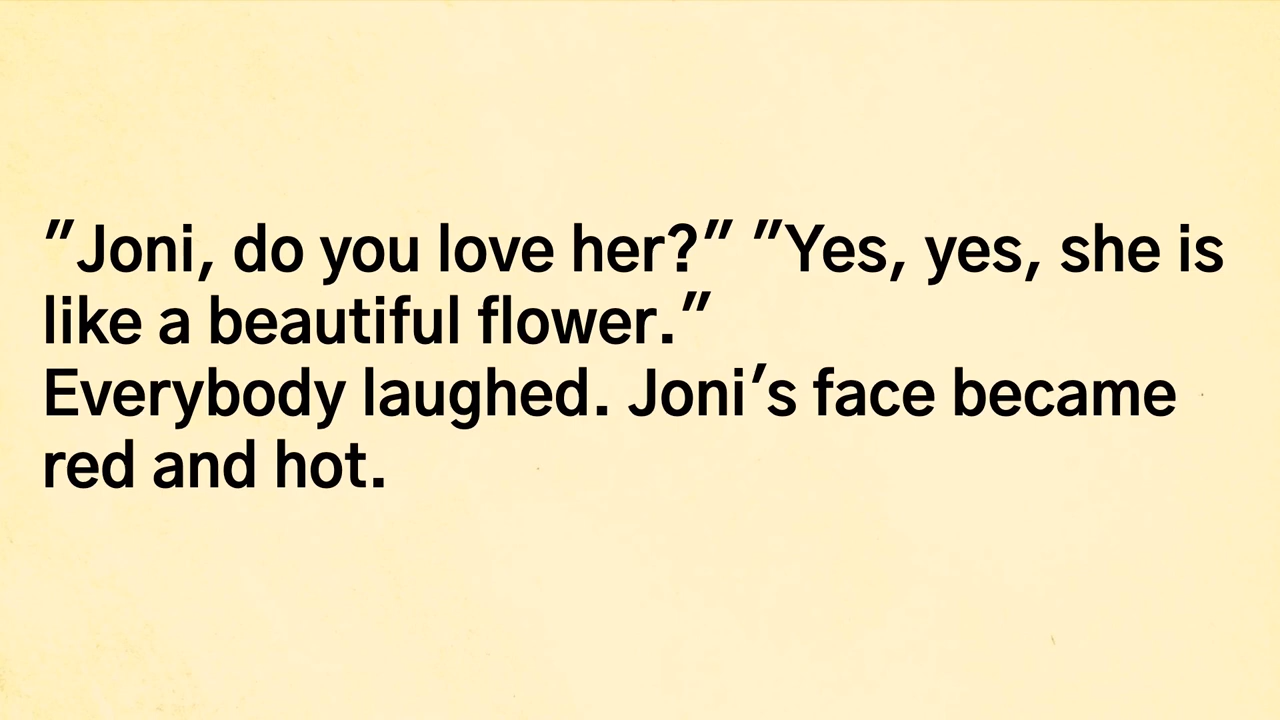 "Joni, do you love her?" "Yes, yes, she is
like a beautiful flower."
Everybody laughed. Joni's face became
red and hot.